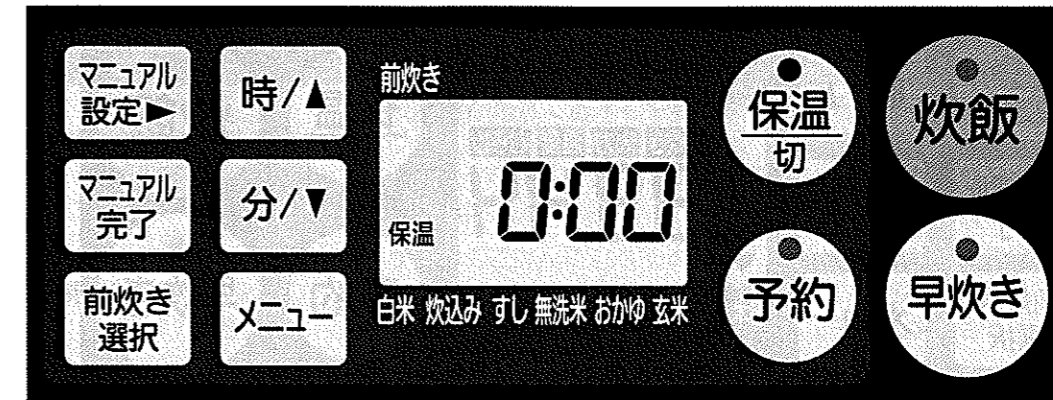 マニュアル
設定▶
時/▲
マニュアル
完了
分/▼
前炊き
選択
メニュー
前炊き
保温
0:00
白米 炊込み すし 無洗米 おかゆ 玄米
保温
切
炊飯
予約
早炊き